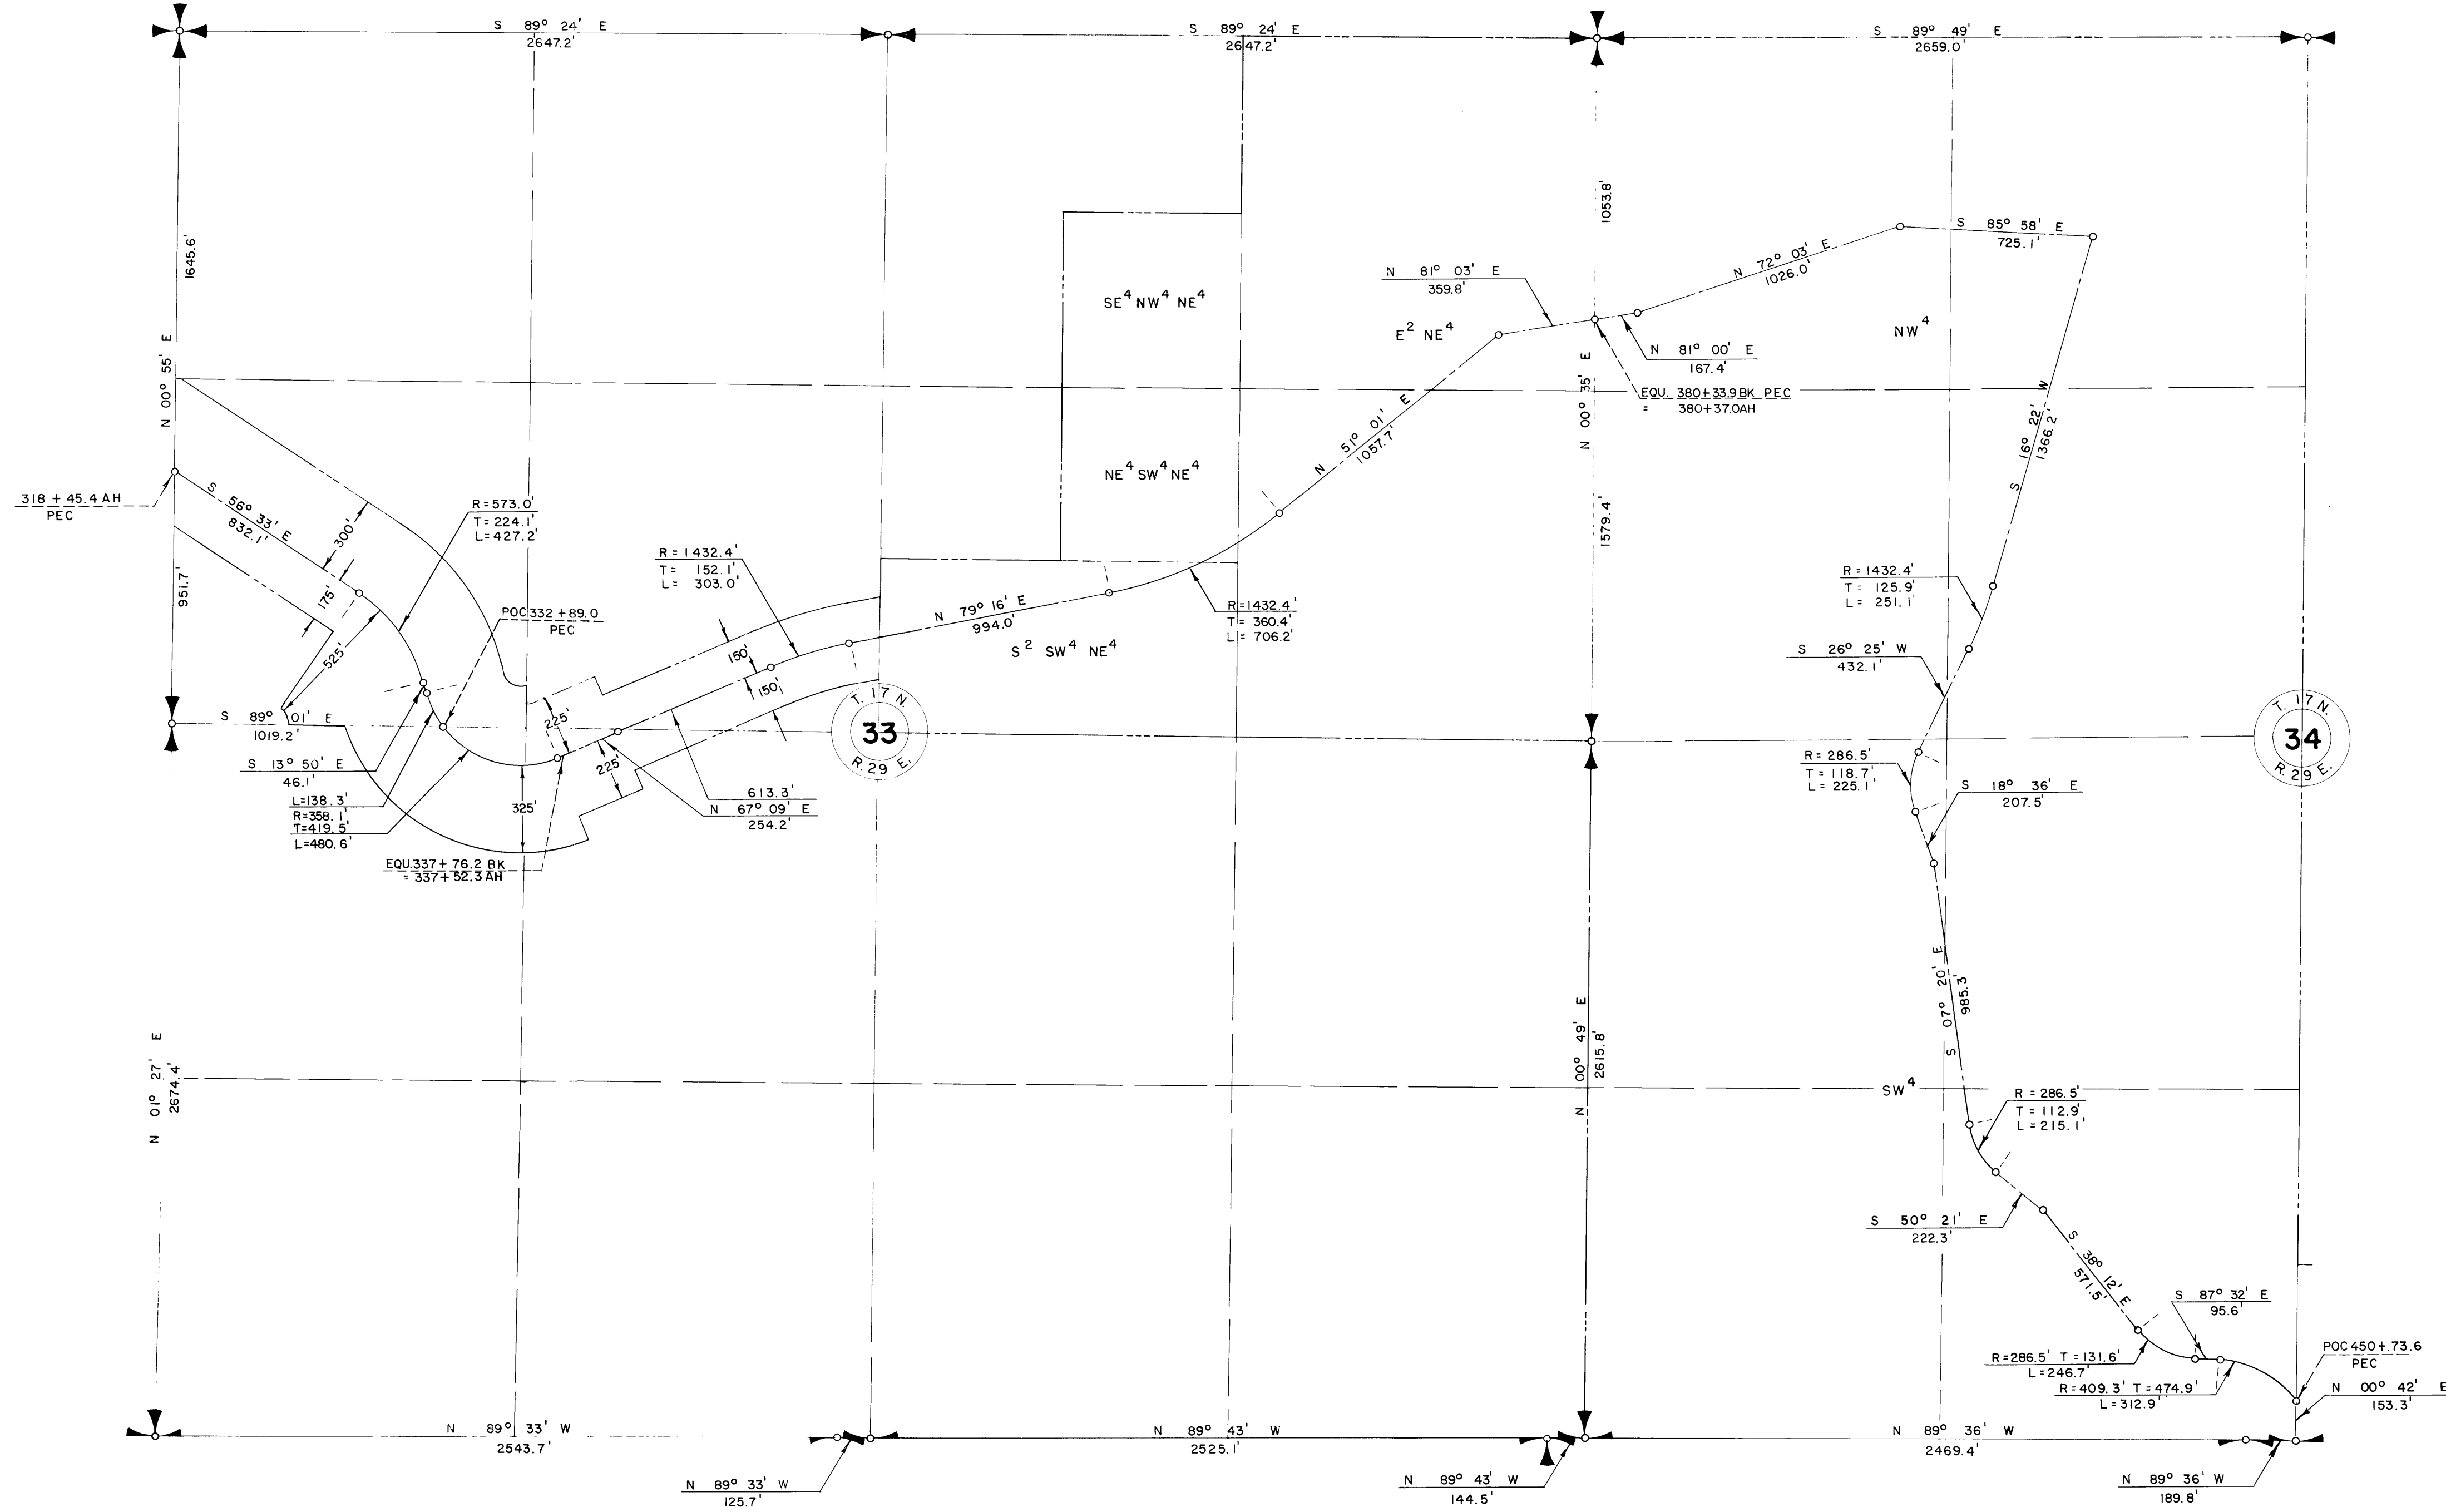 S 89° 24' E
2647.2'
S 89° 24' E
2647.2'
S 89° 49' E
2659.0'
1645.6'
N 00° 55' E
1053.8'
S 85° 58' E
725.1'
N 72° 03' E
1026.0'
N 81° 03' E
359.8'
SE⁴ NW⁴ NE⁴
E² NE⁴
NW⁴
N 81° 00' E
167.4'
EQU. 380+33.9 BK PEC
= 380+37.0AH
N 00° 35' E
1579.4'
N 51° 01' E
1057.7'
S 16° 22' W
1366.2'
NE⁴ SW⁴ NE⁴
318 + 45.4 AH
PEC
S 56° 33' E
832.1'
300'
175'
525'
R = 573.0'
T = 224.1'
L = 427.2'
R = 1432.4'
T = 152.1'
L = 303.0'
951.7'
POC 332 + 89.0
PEC
N 79° 16' E
994.0'
S² SW⁴ NE⁴
R = 1432.4'
T = 360.4'
L = 706.2'
R = 1432.4'
T = 125.9'
L = 251.1'
S 26° 25' W
432.1'
150'
150'
225'
225'
S 89° 01' E
1019.2'
S 13° 50' E
46.1'
L=138.3'
R=358.1'
T=419.5'
L=480.6'
325'
EQU.337+ 76.2 BK
= 337+ 52.3 AH
613.3'
N 67° 09' E
254.2'
T. 17 N.
33
R. 29 E.
T. 17 N.
34
R. 29 E.
R = 286.5'
T = 118.7'
L = 225.1'
S 18° 36' E
207.5'
S 07° 20' E
985.3'
N 01° 27' E
2674.4'
N 00° 49' E
2615.8'
SW⁴
R = 286.5'
T = 112.9'
L = 215.1'
S 50° 21' E
222.3'
S 38° 12' E
571.5'
S 87° 32' E
95.6'
R=286.5' T=131.6'
L=246.7'
R=409.3' T=474.9'
L=312.9'
POC 450+.73.6
PEC
N 00° 42' E
153.3'
N 89° 33' W
2543.7'
N 89° 43' W
2525.1'
N 89° 36' W
2469.4'
N 89° 33' W
125.7'
N 89° 43' W
144.5'
N 89° 36' W
189.8'